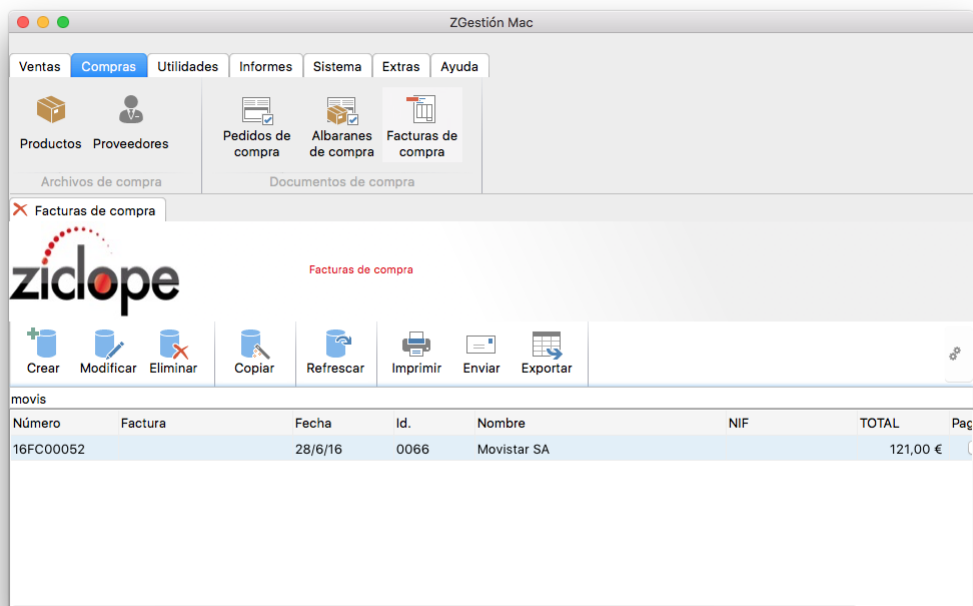 ZGestión Mac
Ventas Compras Utilidades Informes Sistema Extras Ayuda
Productos Proveedores
Pedidos de compra
Albaranes de compra
Facturas de compra
Archivos de compra
Documentos de compra
Facturas de compra
ziclope
Facturas de compra
Crear Modificar Eliminar Copiar Refrescar Imprimir Enviar Exportar
movis
Número Factura Fecha Id. Nombre NIF TOTAL Pag
16FC00052 28/6/16 0066 Movistar SA 121,00 €